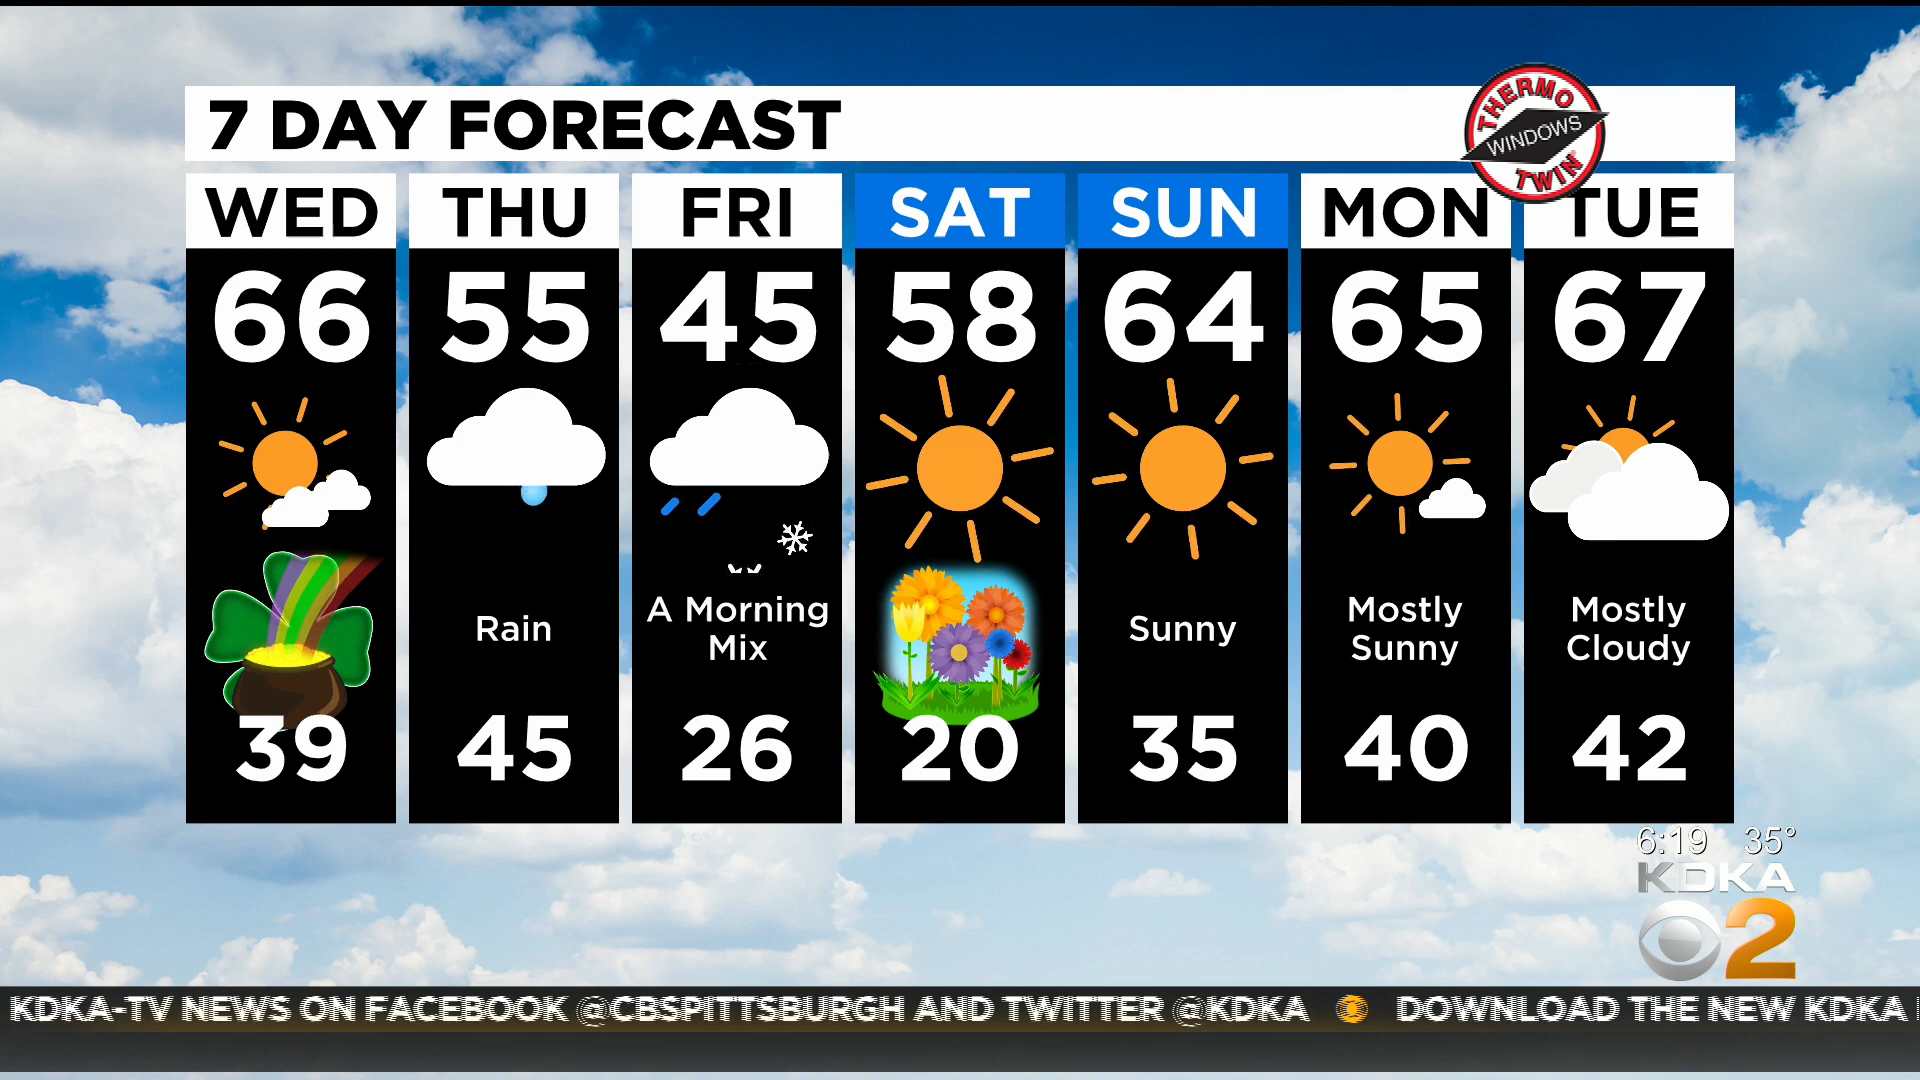 7 DAY FORECAST
THERMO
WINDOWS
TWIN
WED THU FRI SAT SUN MON TUE
66 55 45 58 64 65 67
Rain
A Morning
Mix
Sunny
Mostly
Sunny
Mostly
Cloudy
39 45 26 20 35 40 42
6:19 35°
KDKA
2
KDKA-TV NEWS ON FACEBOOK @CBSPITTSBURGH AND TWITTER @KDKA DOWNLOAD THE NEW KDKA